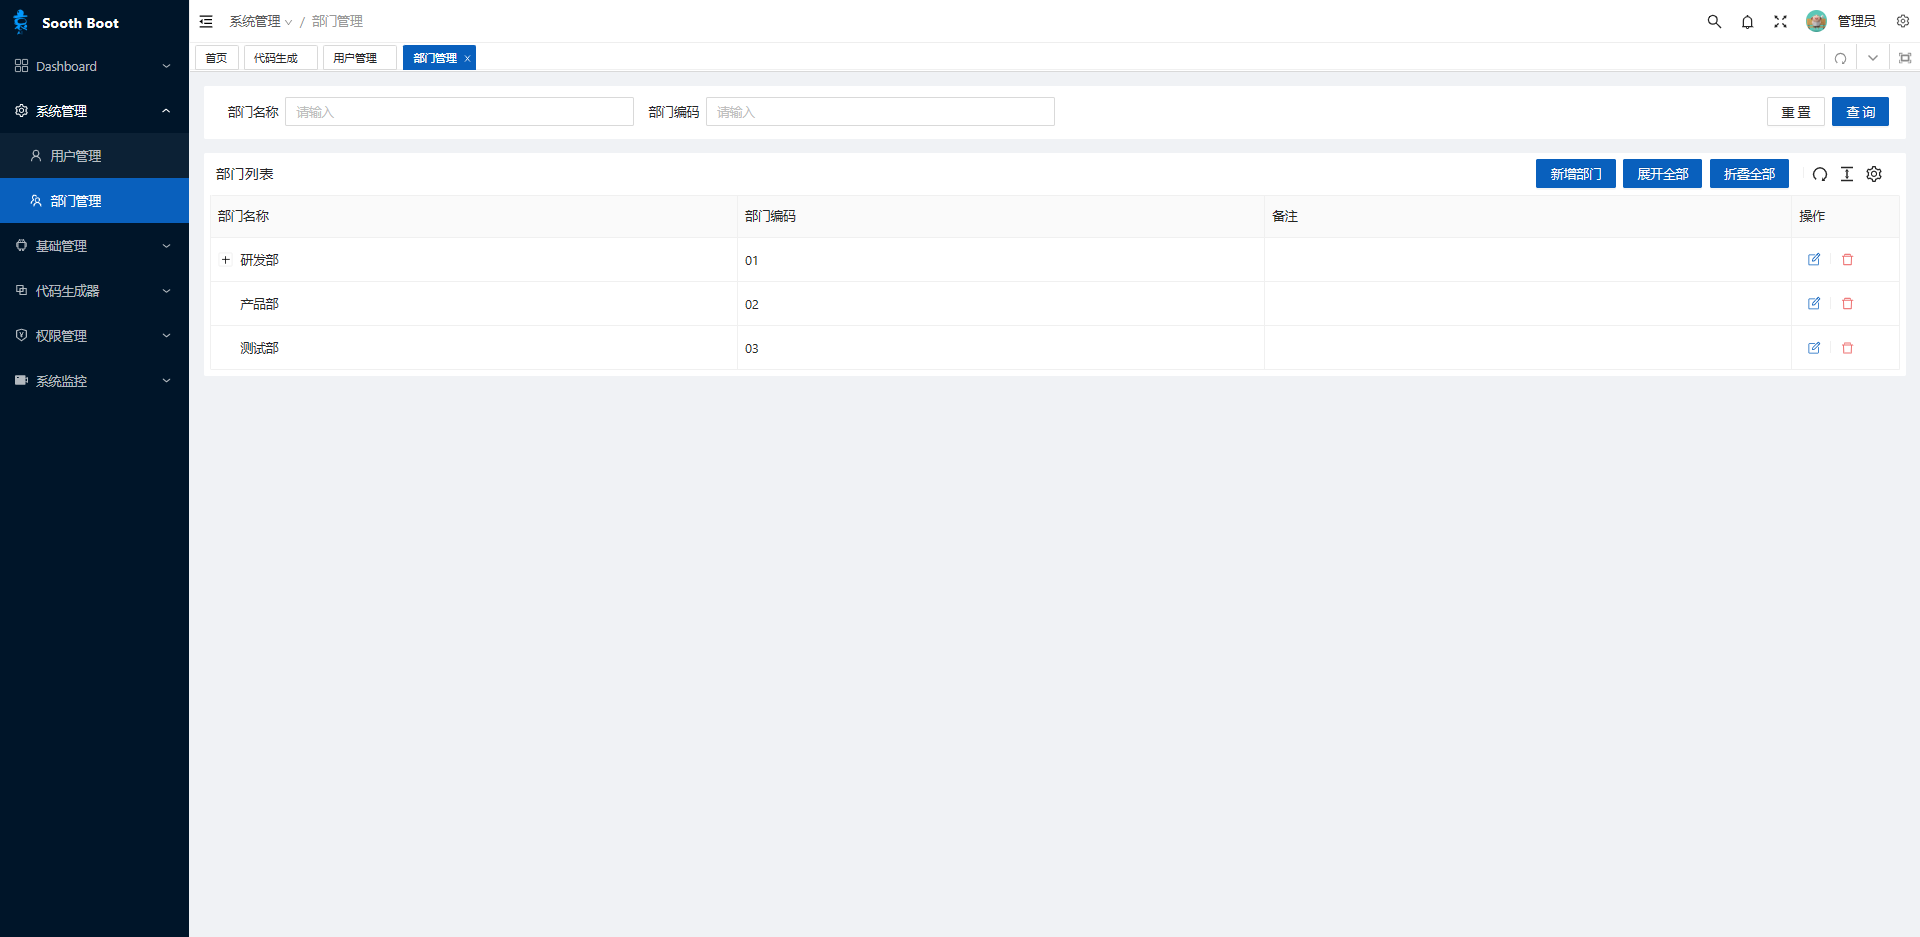 Sooth Boot
Dashboard
系统管理
用户管理
部门管理
基础管理
代码生成器
权限管理
系统监控
系统管理 / 部门管理
管理员
首页 代码生成 用户管理 部门管理 ×
部门名称 请输入 部门编码 请输入 重 置 查 询
部门列表 新增部门 展开全部 折叠全部
部门名称 部门编码 备注 操作
+ 研发部 01
产品部 02
测试部 03